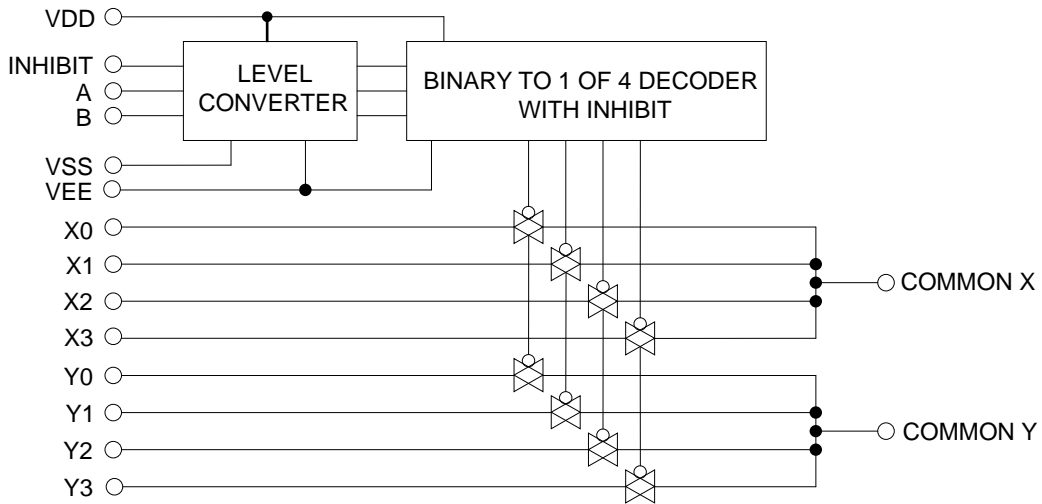 VDD
INHIBIT
A
B
VSS
VEE
LEVEL
CONVERTER
BINARY TO 1 OF 4 DECODER
WITH INHIBIT
X0
X1
X2
X3
Y0
Y1
Y2
Y3
COMMON X
COMMON Y